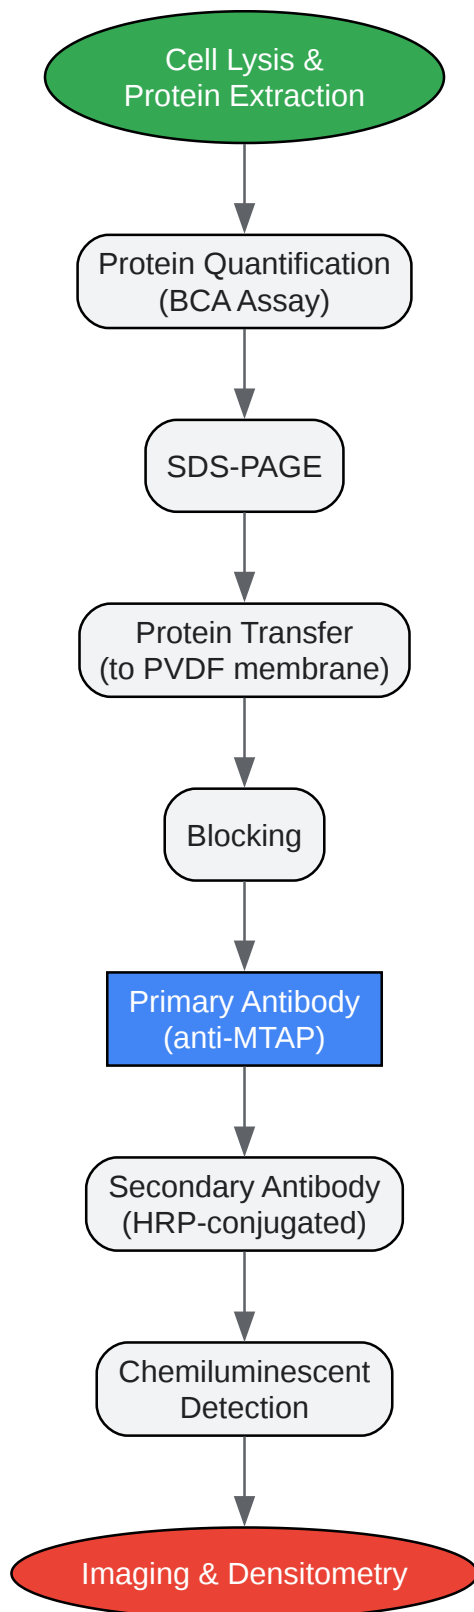 Cell Lysis &
Protein Extraction
Protein Quantification
(BCA Assay)
SDS-PAGE
Protein Transfer
(to PVDF membrane)
Blocking
Primary Antibody
(anti-MTAP)
Secondary Antibody
(HRP-conjugated)
Chemiluminescent
Detection
Imaging & Densitometry